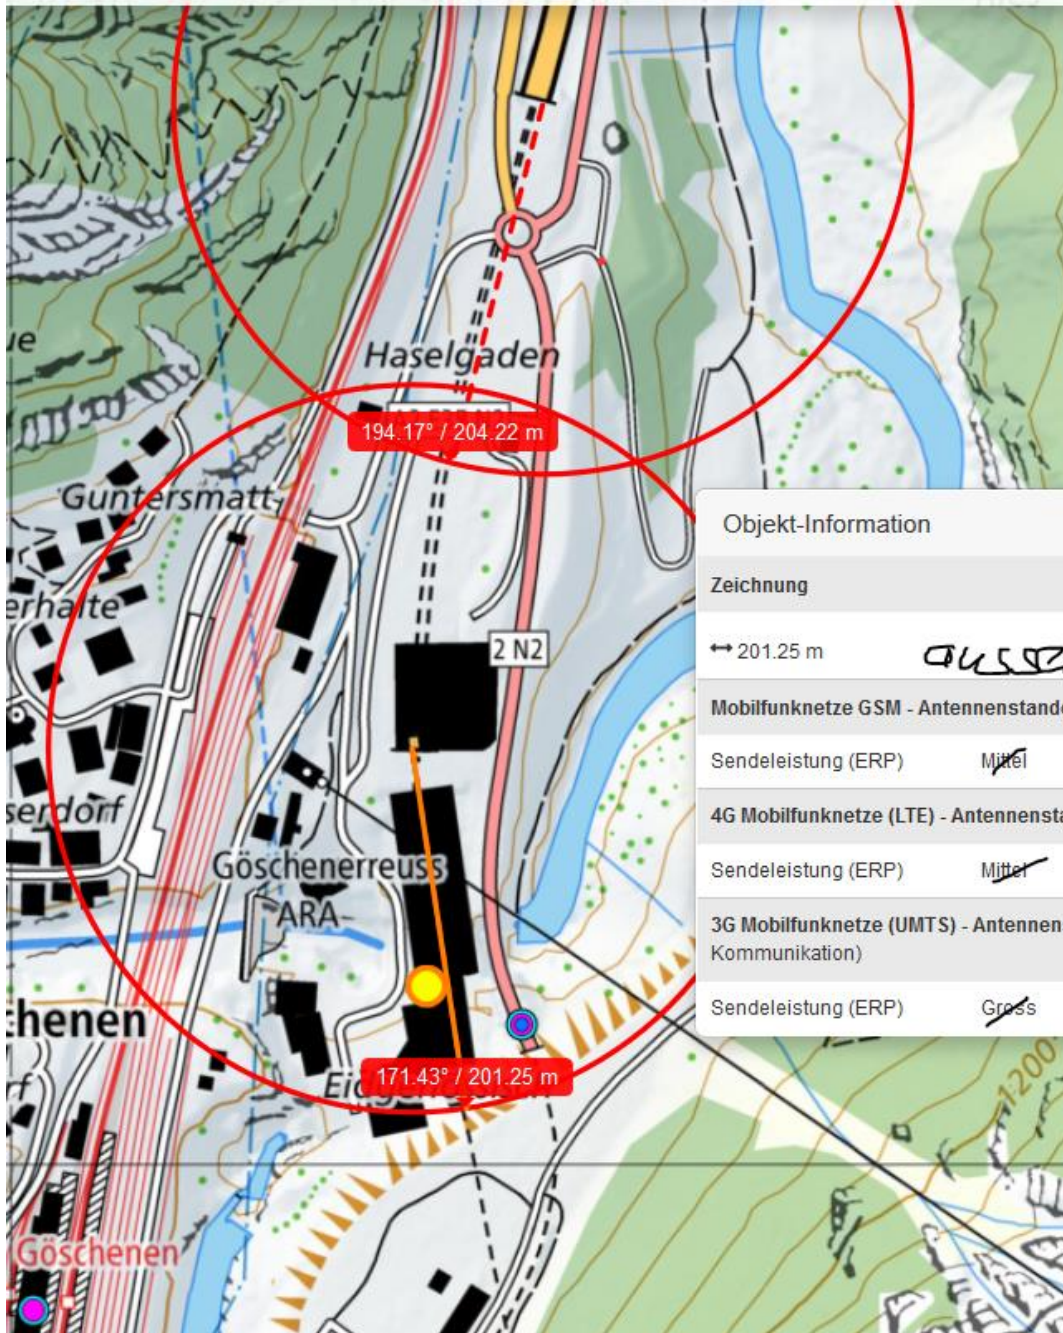 Haselgaden
194.17° / 204.22 m
Guntersmatt
erhalte
2 N2
serdorf
Göschenerreuss
ARA
chenen
171.43° / 201.25 m
Göschenen
1200
Objekt-Information
Zeichnung
201.25 m
Mobilfunknetze GSM - Antennenstando
Sendeleistung (ERP) Mittel
4G Mobilfunknetze (LTE) - Antennensta
Sendeleistung (ERP) Mittel
3G Mobilfunknetze (UMTS) - Antennen
Kommunikation)
Sendeleistung (ERP) Gross